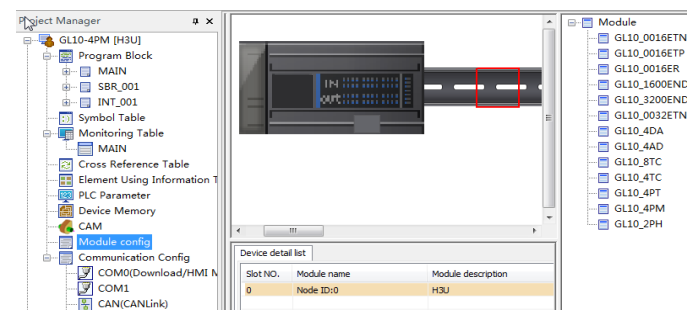 Project Manager
GL10-4PM [H3U]
Program Block
MAIN
SBR_001
INT_001
Symbol Table
Monitoring Table
MAIN
Cross Reference Table
Element Using Information T
PLC Parameter
Device Memory
CAM
Module config
Communication Config
COM0(Download/HMI M
COM1
CAN(CANLink)
IN
OUT
Device detail list
Slot NO. Module name Module description
0 Node ID:0 H3U
Module
GL10_0016ETN
GL10_0016ETP
GL10_0016ER
GL10_1600END
GL10_3200END
GL10_0032ETN
GL10_4DA
GL10_4AD
GL10_8TC
GL10_4TC
GL10_4PT
GL10_4PM
GL10_2PH